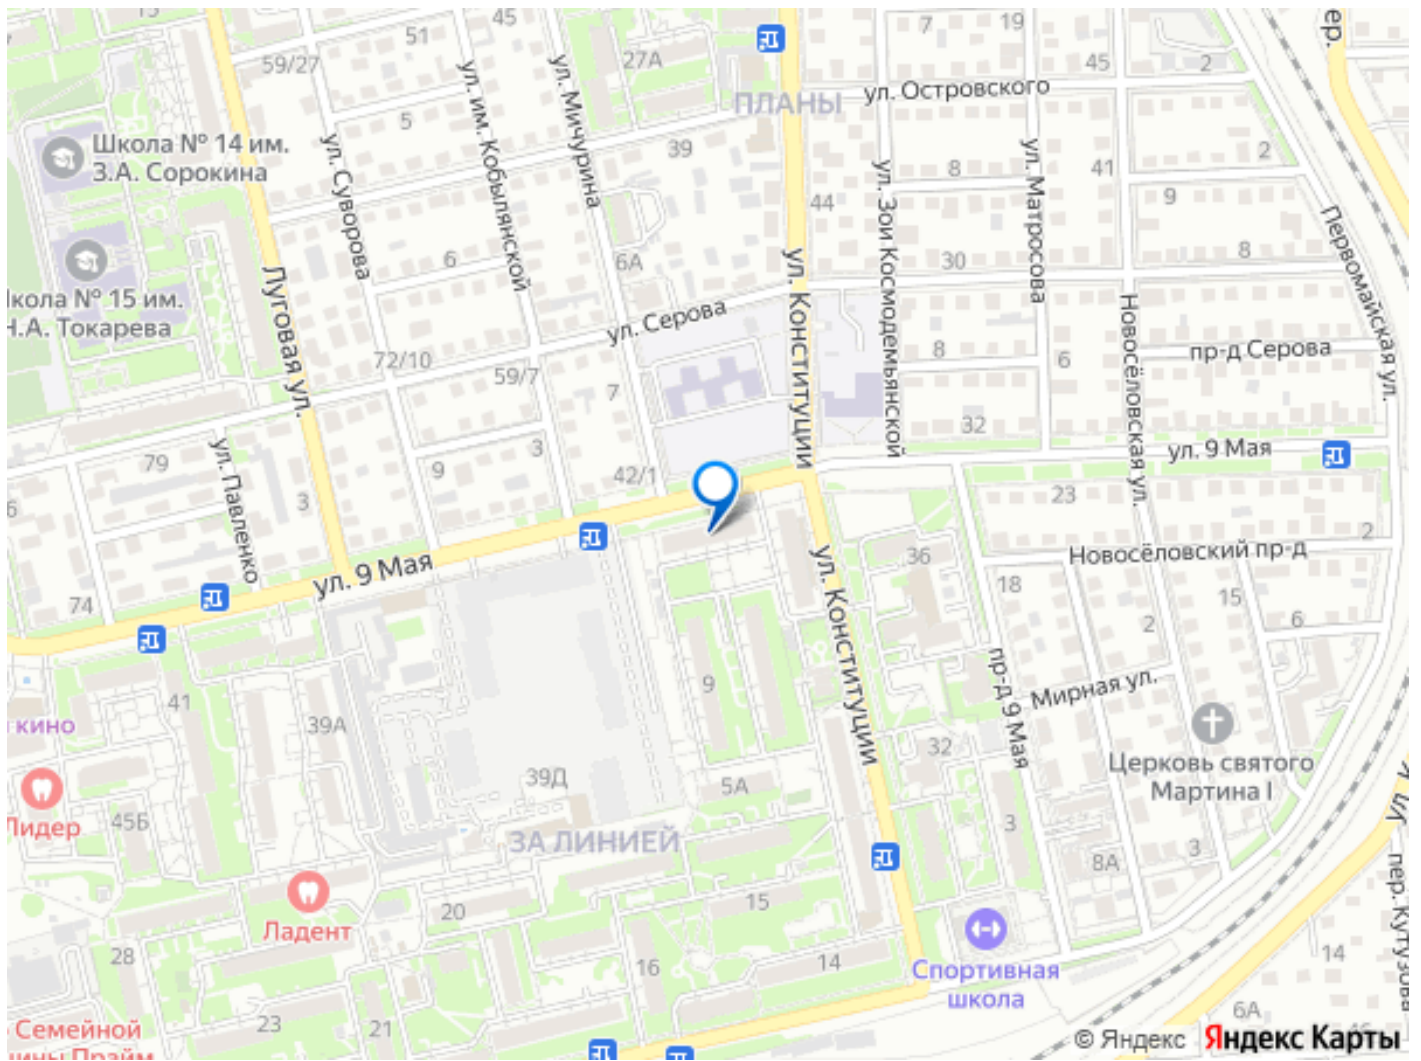 45
7
19
51
59/27
27А
45
2
ул. Островского
ПЛАНЫ
ул. им. Кобылянской
ул. Мичурина
ул. Суворова
5
39
Школа № 14 им.
З.А. Сорокина
8
41
2
9
44
ул. Зои Космодемьянской
ул. Матросова
Первомайская ул.
6
6А
30
8
Школа № 15 им.
Н.А. Токарева
Луговая ул.
ул. Серова
ул. Конституции
Новосёловская ул.
72/10
59/7
7
8
6
пр-д Серова
32
3
ул. 9 Мая
79
9
42/1
ул. Павленко
3
23
2
36
Новосёловский пр-д
ул. 9 Мая
18
15
74
2
6
ул. Конституции
пр-д 9 Мая
Мирная ул.
9
41
39А
кино
32
Церковь святого
Мартина I
39Д
5А
Лидер
45Б
ЗА ЛИНИЕЙ
3
3
8А
пер. Кутузова
Ладент
20
15
28
16
14
Спортивная
школа
14
23
21
6А
Семейной
Прайм
© Яндекс Яндекс Карты